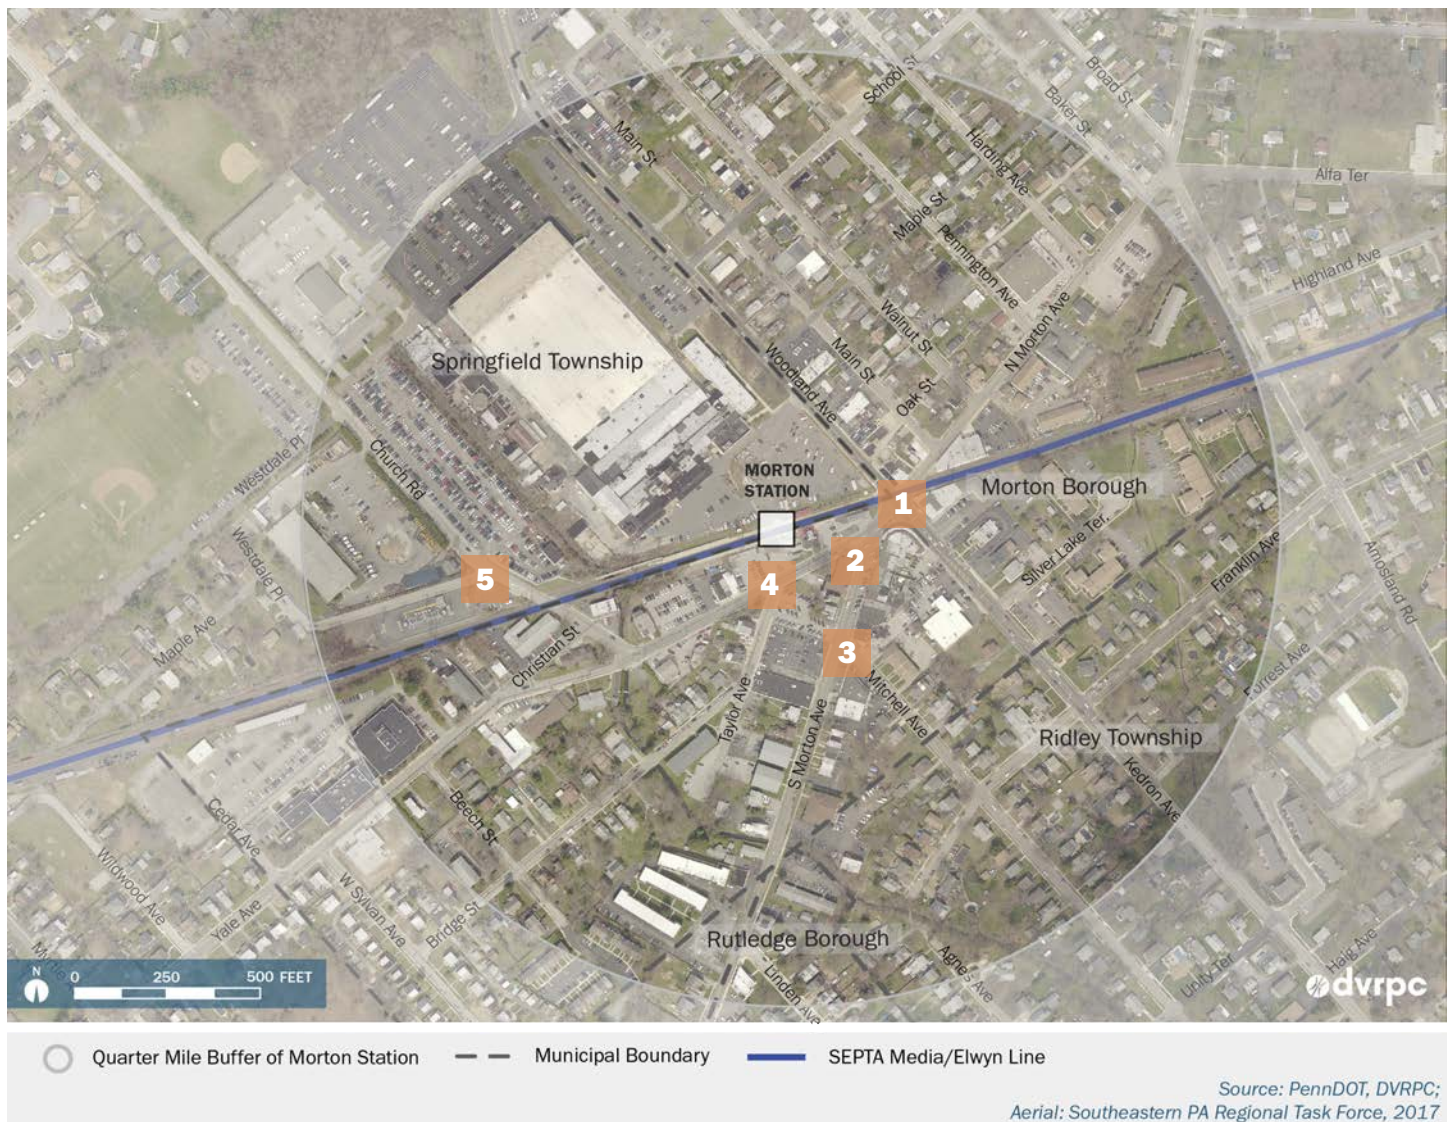 School St
Broad St
Baker St
Main St
Harding Ave
Alfa Ter
Maple St
Pennington Ave
Highland Ave
Walnut St
N Morton Ave
Springfield Township
Woodland Ave
Main St
Oak St
Westdale Pl
Church Rd
MORTON
STATION
Morton Borough
1
Silver Lake Ter.
Franklin Ave
Amosland Rd
Westdale Pl
5
4
2
3
Maple Ave
Christian St
Forrest Ave
Mitchell Ave
Taylor Ave
S Morton Ave
Ridley Township
Kedron Ave
Beech St
Cedar Ave
Wildwood Ave
W Sylvan Ave
Yale Ave
Bridge St
Rutledge Borough
Linden Ave
Agnes Ave
Unity Ter
Haig Ave
N
0 250 500 FEET
dvrpc
Quarter Mile Buffer of Morton Station
Municipal Boundary
SEPTA Media/Elwyn Line
Source: PennDOT, DVRPC;
Aerial: Southeastern PA Regional Task Force, 2017